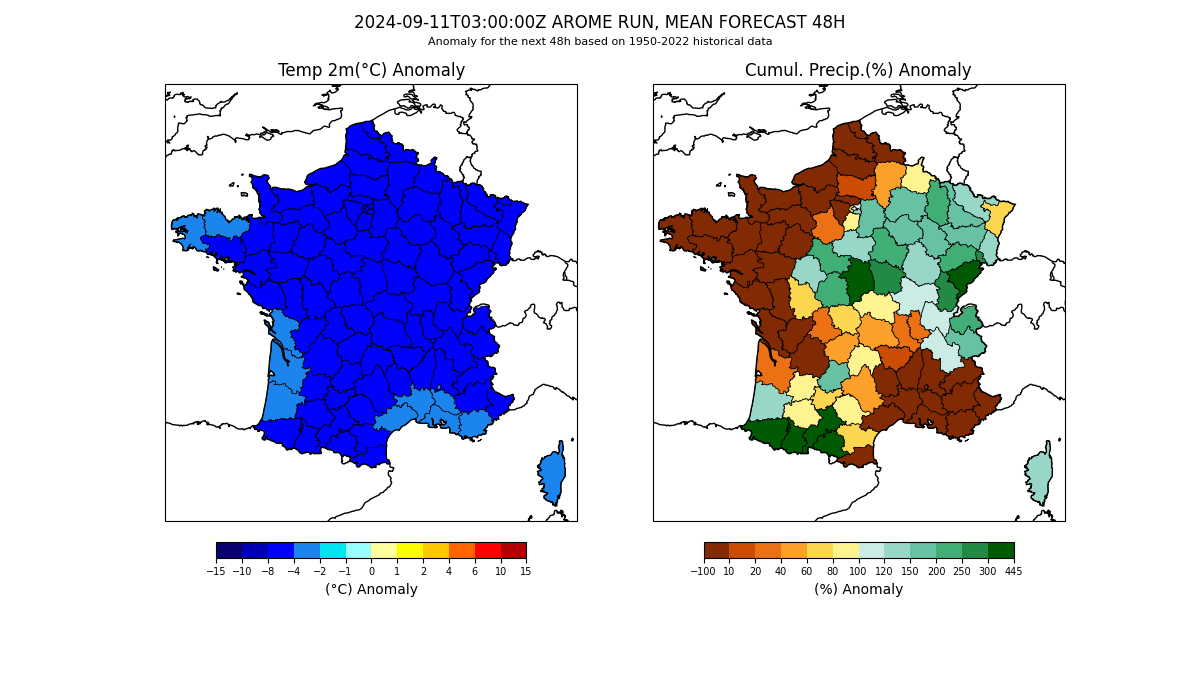 2024-09-11T03:00:00Z AROME RUN, MEAN FORECAST 48H
Anomaly for the next 48h based on 1950-2022 historical data
Temp 2m(°C) Anomaly
−15 −10 −8 −4 −2 −1 0 1 2 4 6 10 15
(°C) Anomaly
Cumul. Precip.(%) Anomaly
−100 10 20 40 60 80 100 120 150 200 250 300 445
(%) Anomaly